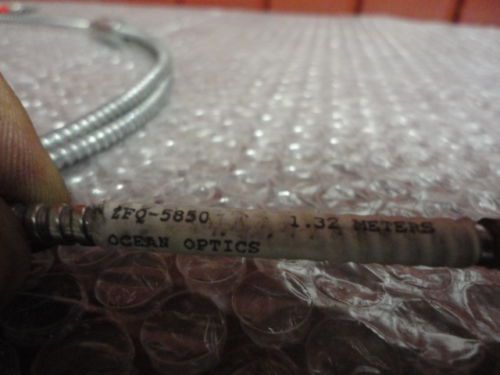 ZFQ-5850 1.32 METERS
OCEAN OPTICS